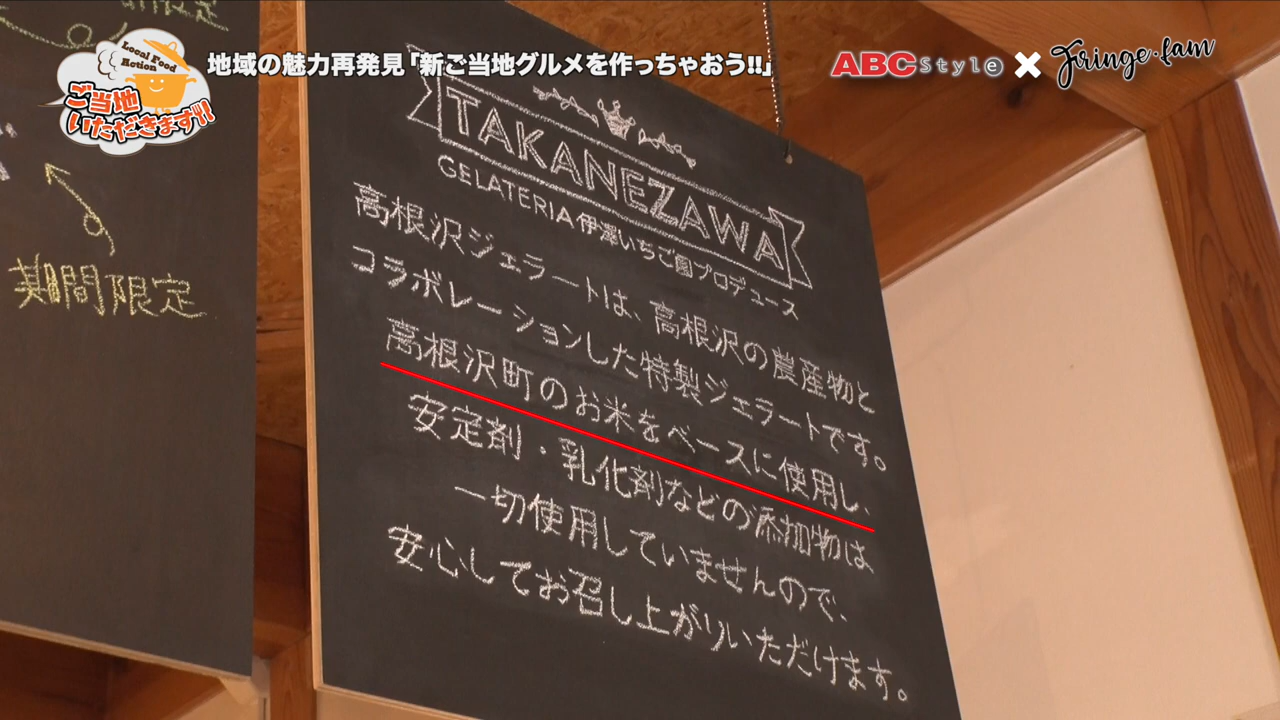 限定
Local Food
Action
ご当地
いただきます!!
地域の魅力再発見「新ご当地グルメを作っちゃおう!!」
ABC Style × Fringe.fam
期間限定
TAKANEZAWA
GELATERIA 伊澤いちご園プロデュース
高根沢ジェラートは、高根沢の農産物と
コラボレーションした特製ジェラートです。
高根沢町のお米をベースに使用し、
安定剤・乳化剤などの添加物は
一切使用していませんので、
安心してお召し上がりいただけます。